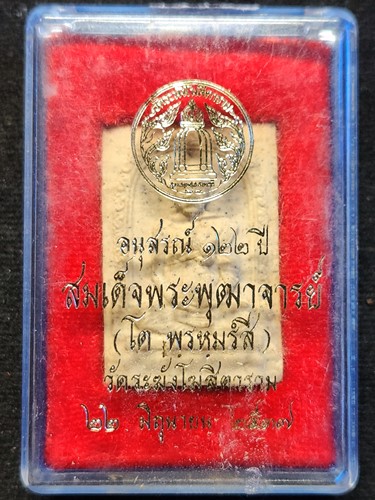 อนุสรณ์ ๑๒๒ ปี
สมเด็จพระพุฒาจารย์
(โต พรหมรํสี)
วัดระฆังโฆสิตาราม
๒๒ มิถุนายน ๒๕๓๗